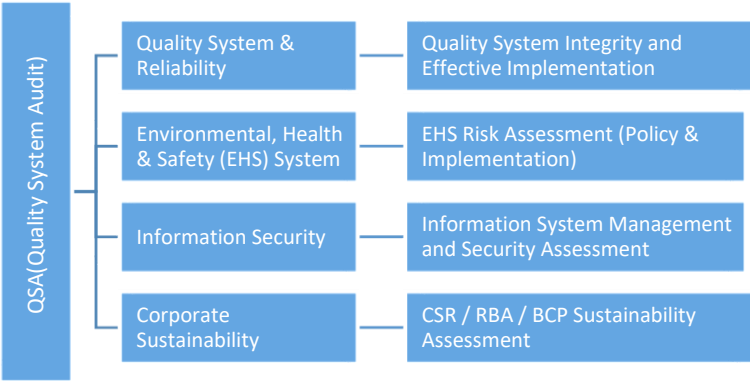 QSA(Quality System Audit)
Quality System &
Reliability
Quality System Integrity and
Effective Implementation
Environmental, Health
& Safety (EHS) System
EHS Risk Assessment (Policy &
Implementation)
Information Security
Information System Management
and Security Assessment
Corporate
Sustainability
CSR / RBA / BCP Sustainability
Assessment